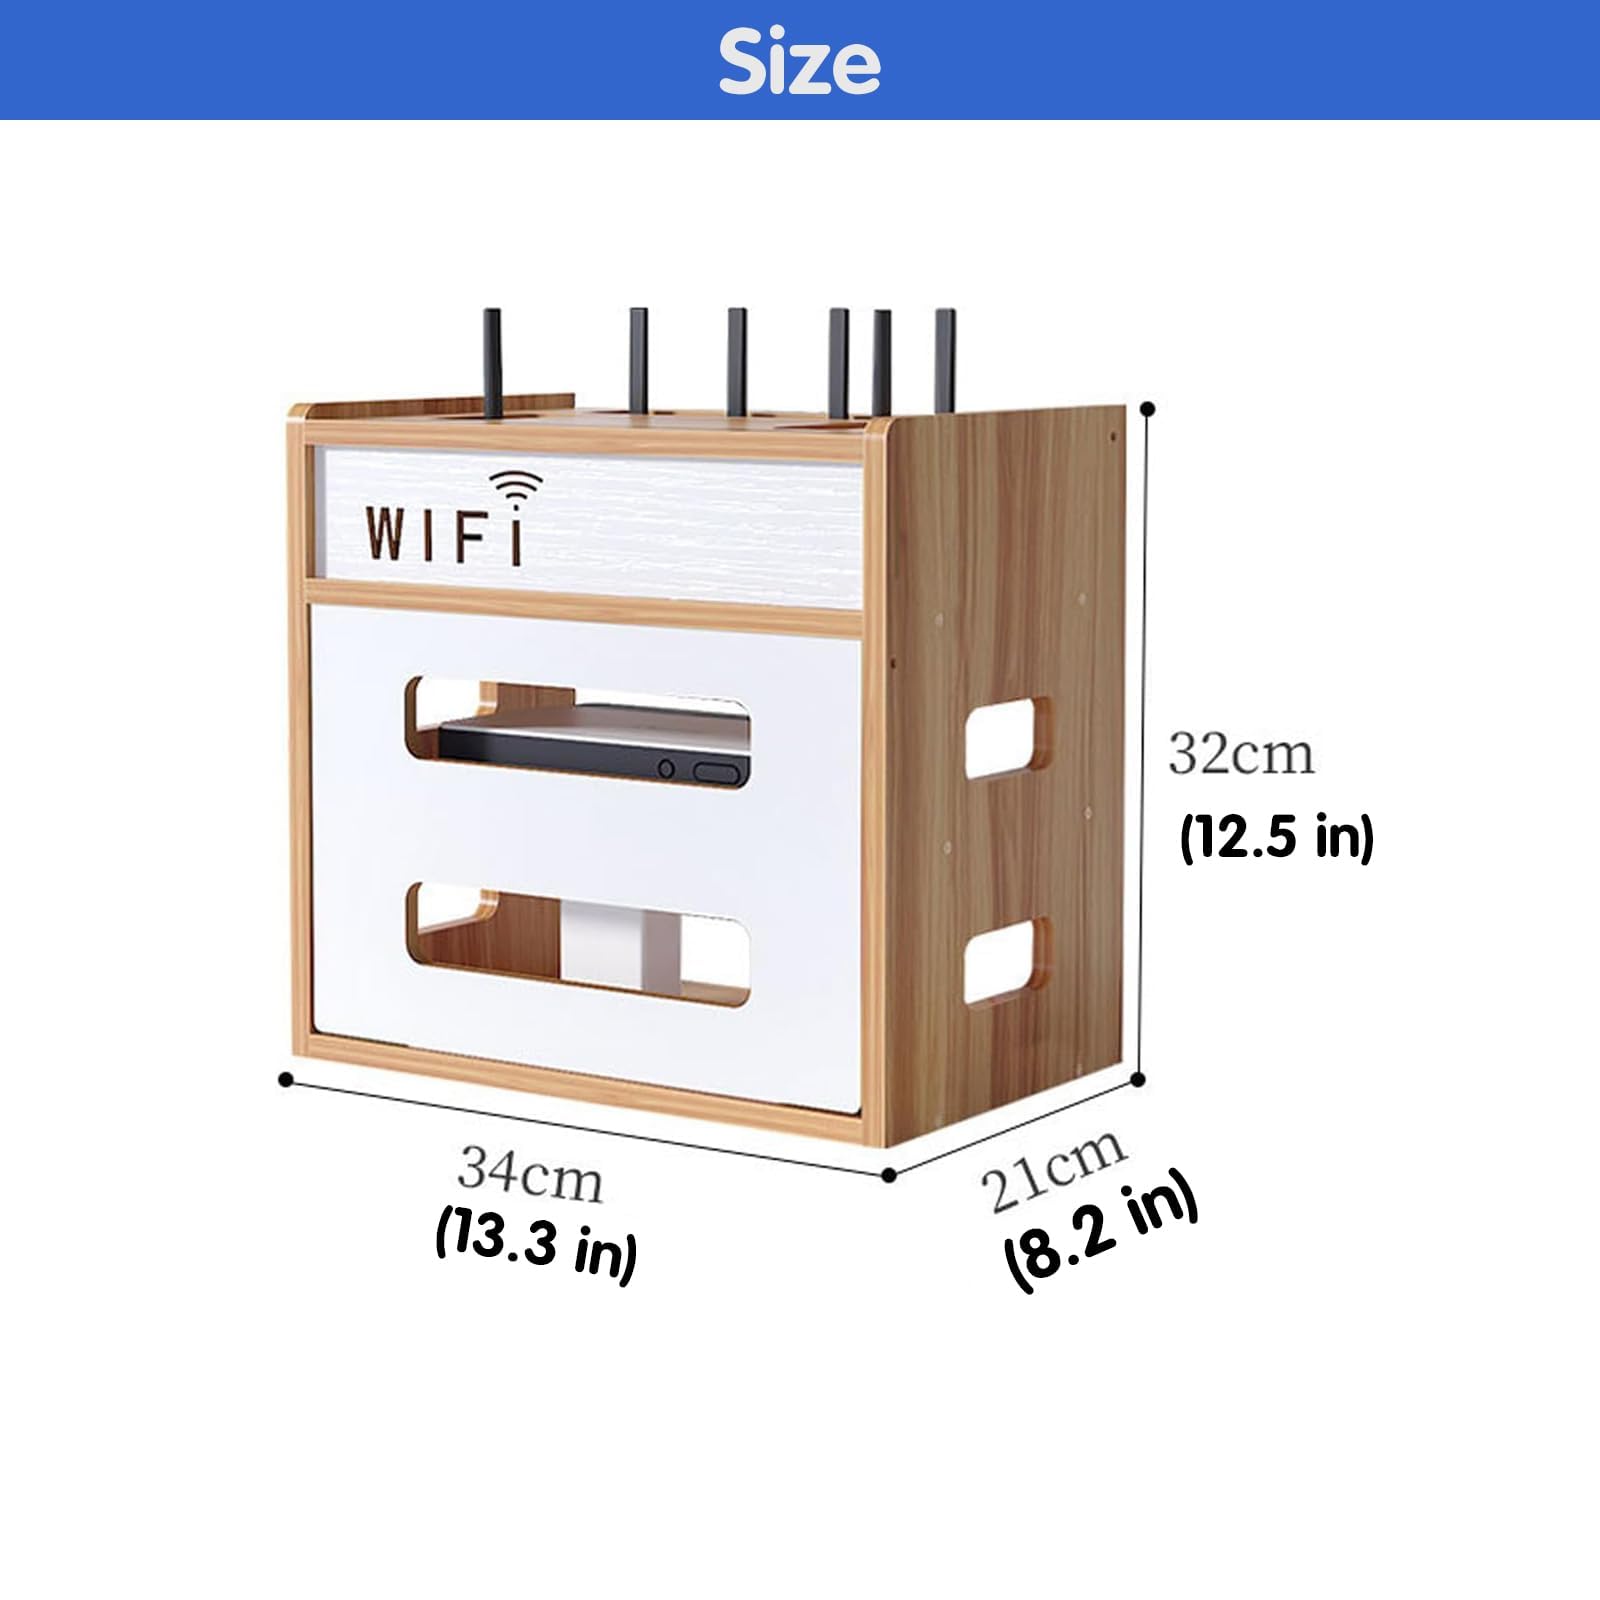 Size
WIFi
32cm
(12.5 in)
34cm
(13.3 in)
21cm
(8.2 in)